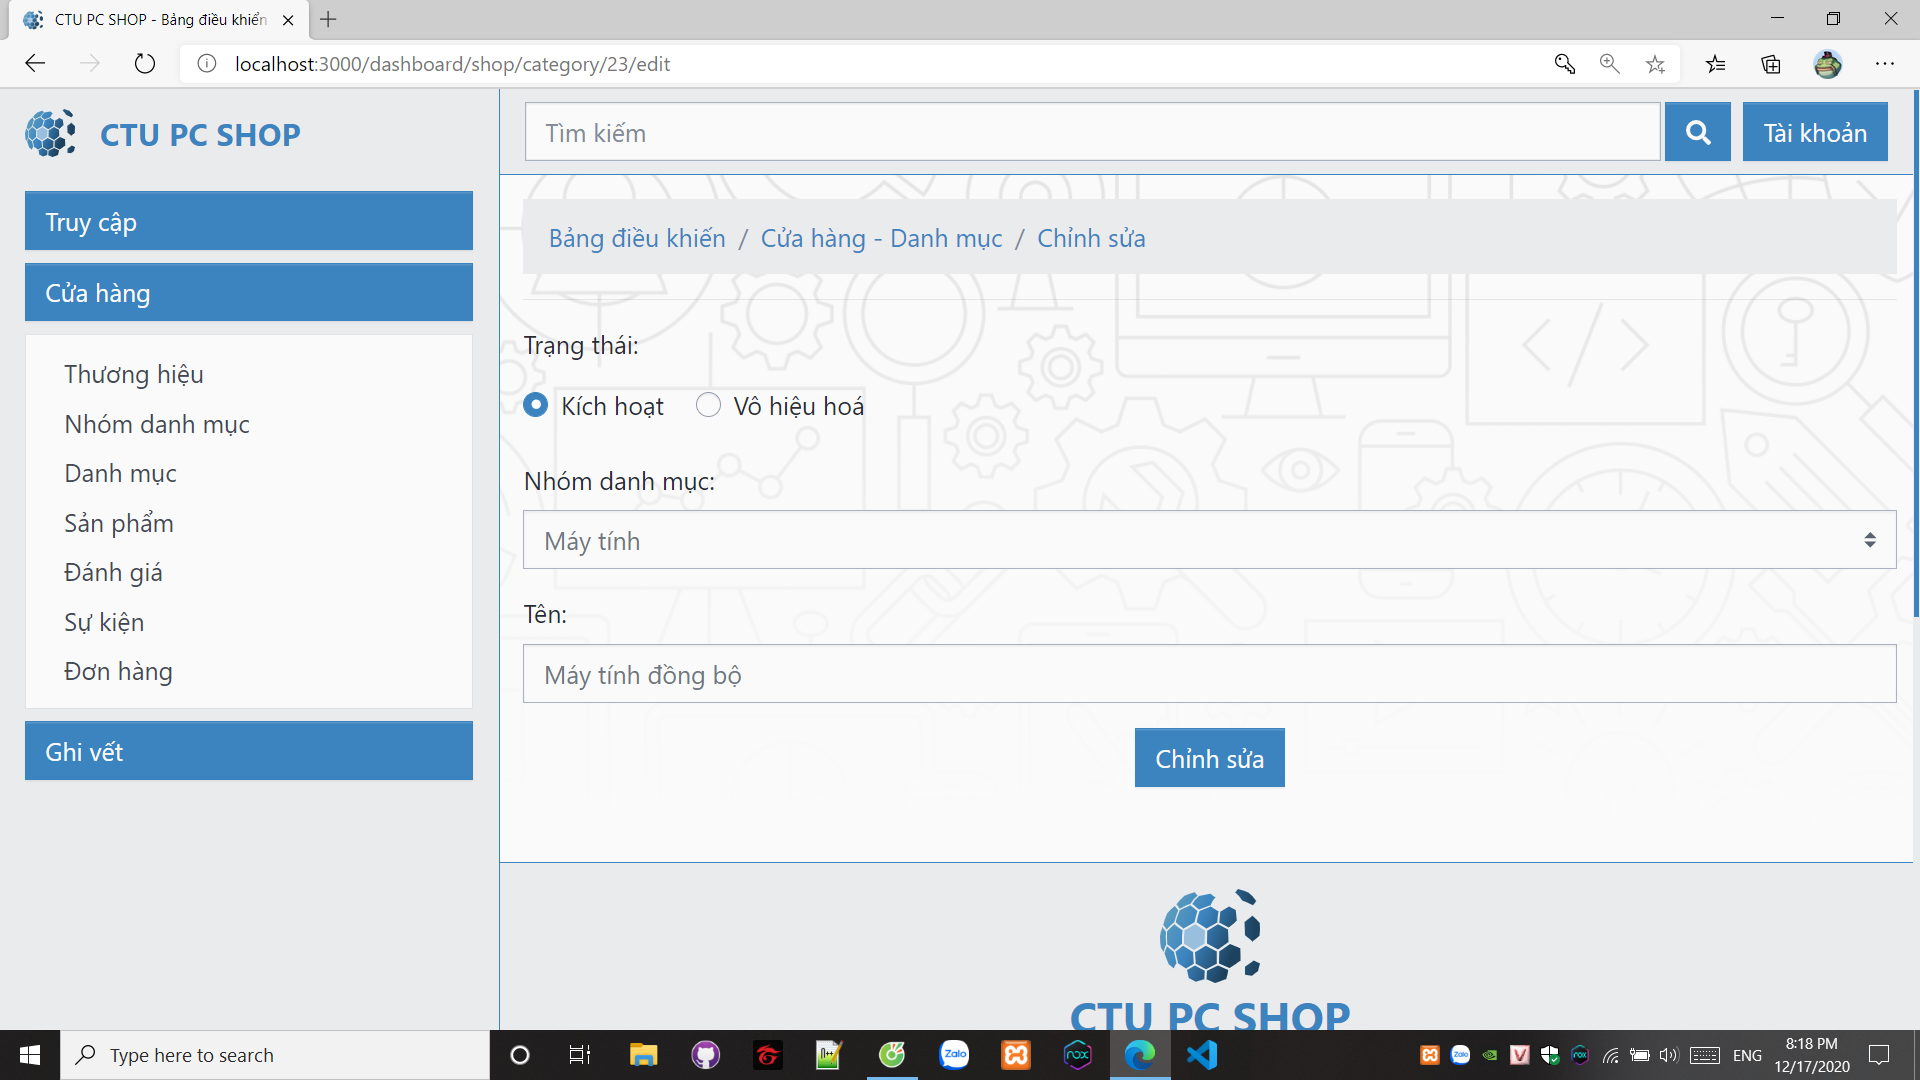 CTU PC SHOP - Bảng điều khiển
localhost:3000/dashboard/shop/category/23/edit
CTU PC SHOP
Tìm kiếm
Tài khoản
Truy cập
Cửa hàng
Thương hiệu
Nhóm danh mục
Danh mục
Sản phẩm
Đánh giá
Sự kiện
Đơn hàng
Ghi vết
Bảng điều khiến / Cửa hàng - Danh mục / Chỉnh sửa
Trạng thái:
Kích hoạt Vô hiệu hoá
Nhóm danh mục:
Máy tính
Tên:
Máy tính đồng bộ
Chỉnh sửa
CTU PC SHOP
Type here to search
Zalo
nox
ENG
8:18 PM
12/17/2020